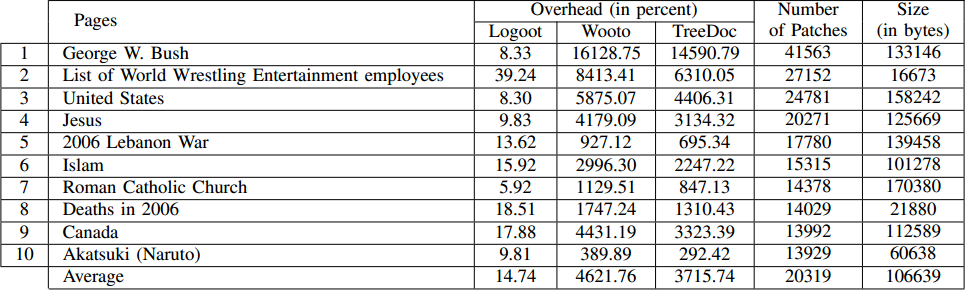 Pages Overhead (in percent) Number of Patches Size (in bytes)
Logoot Wooto TreeDoc
1 George W. Bush 8.33 16128.75 14590.79 41563 133146
2 List of World Wrestling Entertainment employees 39.24 8413.41 6310.05 27152 16673
3 United States 8.30 5875.07 4406.31 24781 158242
4 Jesus 9.83 4179.09 3134.32 20271 125669
5 2006 Lebanon War 13.62 927.12 695.34 17780 139458
6 Islam 15.92 2996.30 2247.22 15315 101278
7 Roman Catholic Church 5.92 1129.51 847.13 14378 170380
8 Deaths in 2006 18.51 1747.24 1310.43 14029 21880
9 Canada 17.88 4431.19 3323.39 13992 112589
10 Akatsuki (Naruto) 9.81 389.89 292.42 13929 60638
Average 14.74 4621.76 3715.74 20319 106639